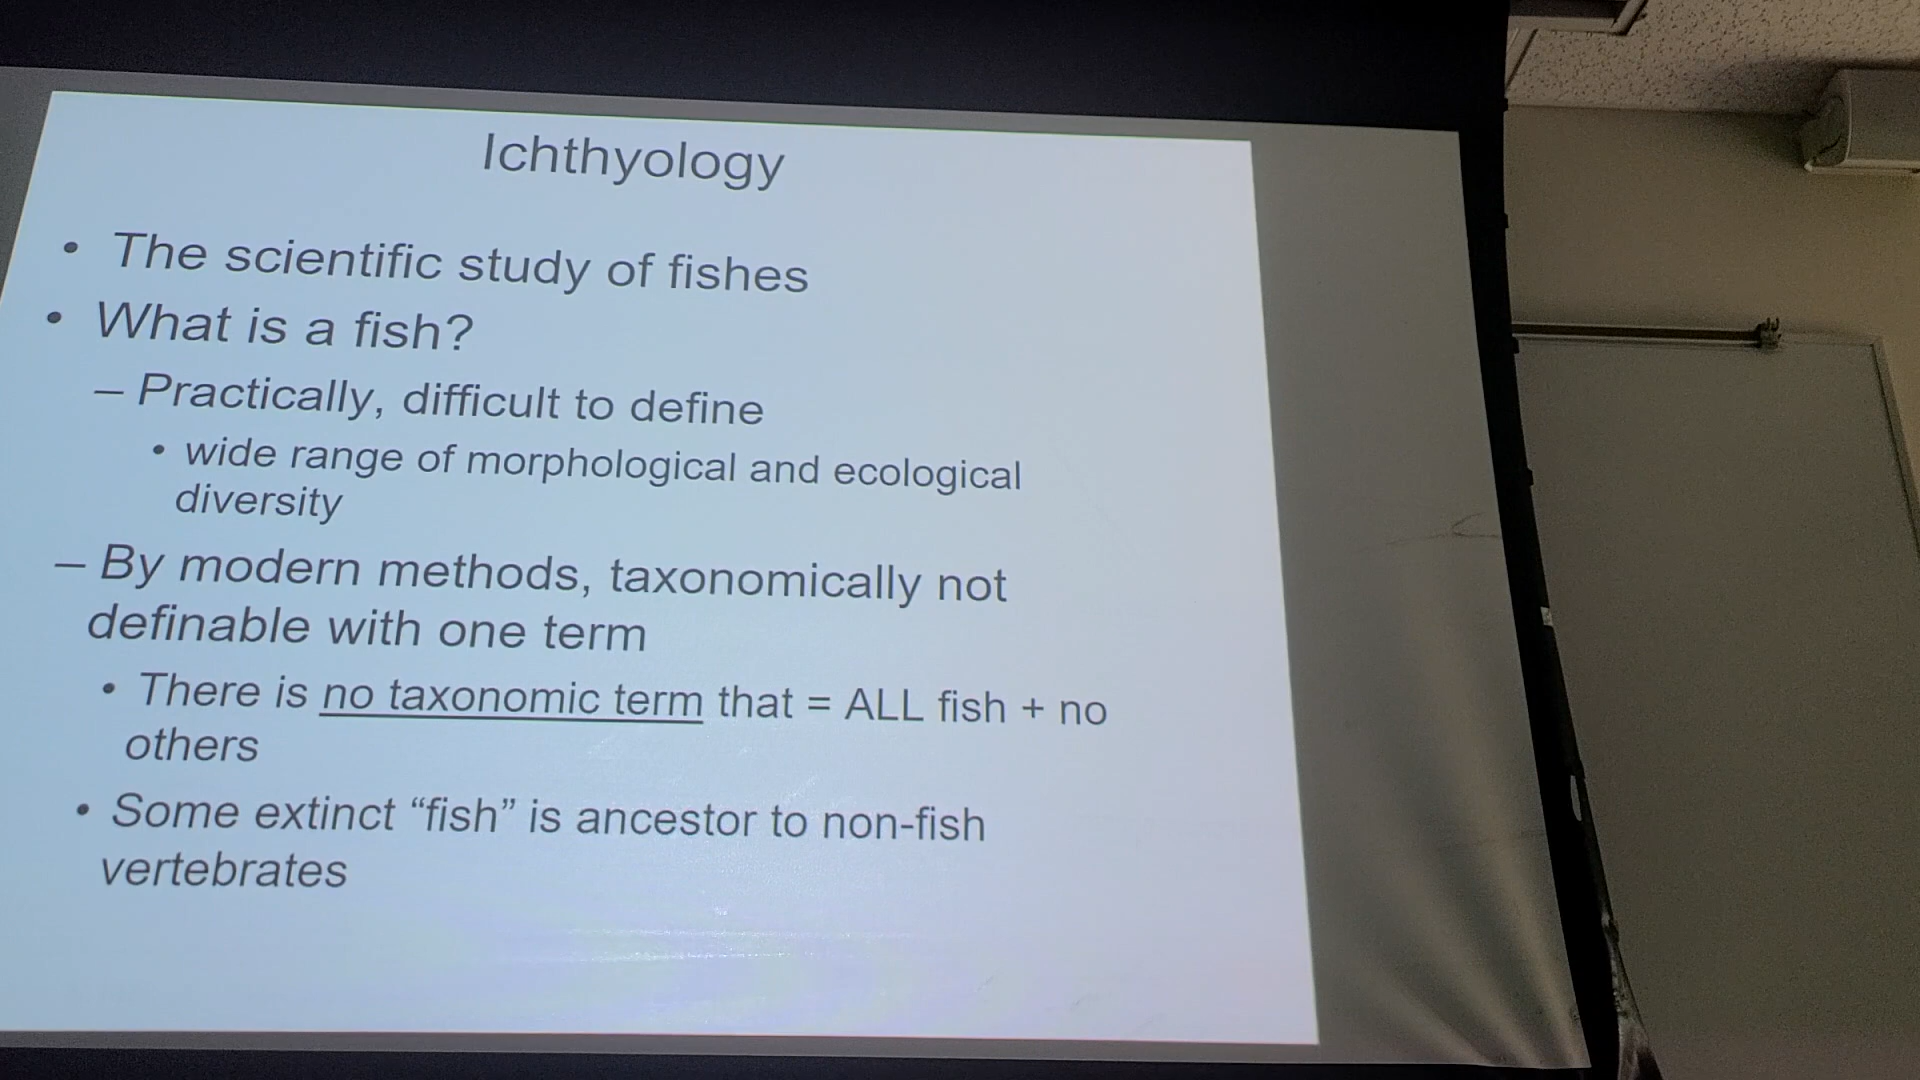 Ichthyology
• The scientific study of fishes
• What is a fish?
– Practically, difficult to define
• wide range of morphological and ecological
diversity
– By modern methods, taxonomically not
definable with one term
• There is no taxonomic term that = ALL fish + no
others
• Some extinct “fish” is ancestor to non-fish
vertebrates